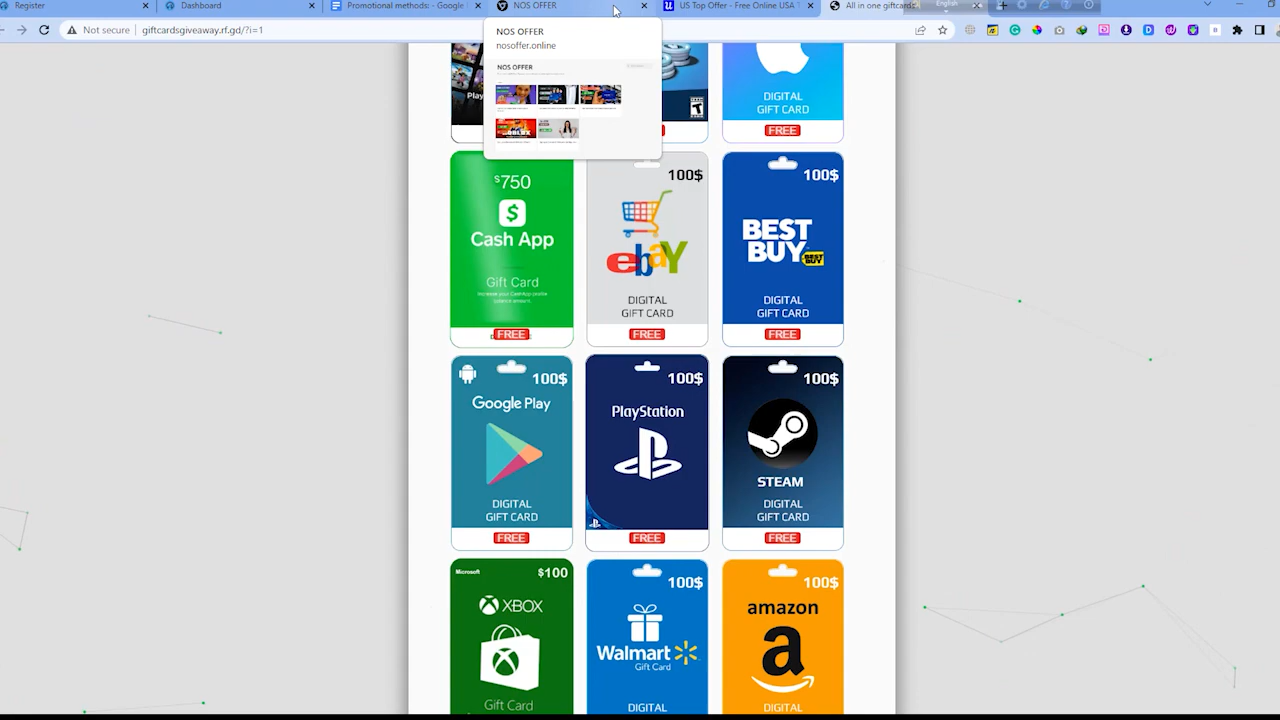 Register
Dashboard
Promotional methods: - Google
NOS OFFER
US Top Offer - Free Online USA
All in one giftcards
English
Not secure
giftcardsgiveaway.rf.gd/?i=1
NOS OFFER
nosoffer.online
NOS OFFER
Play
DIGITAL
GIFT CARD
FREE
$750
Cash App
Gift Card
FREE
100$
ebay
DIGITAL
GIFT CARD
FREE
100$
BEST
BUY
BEST
BUY
DIGITAL
GIFT CARD
FREE
100$
Google Play
DIGITAL
GIFT CARD
FREE
100$
PlayStation
DIGITAL
GIFT CARD
FREE
100$
STEAM
DIGITAL
GIFT CARD
FREE
Microsoft
$100
XBOX
Gift Card
100$
Walmart
Gift Card
DIGITAL
100$
amazon
a
DIGITAL